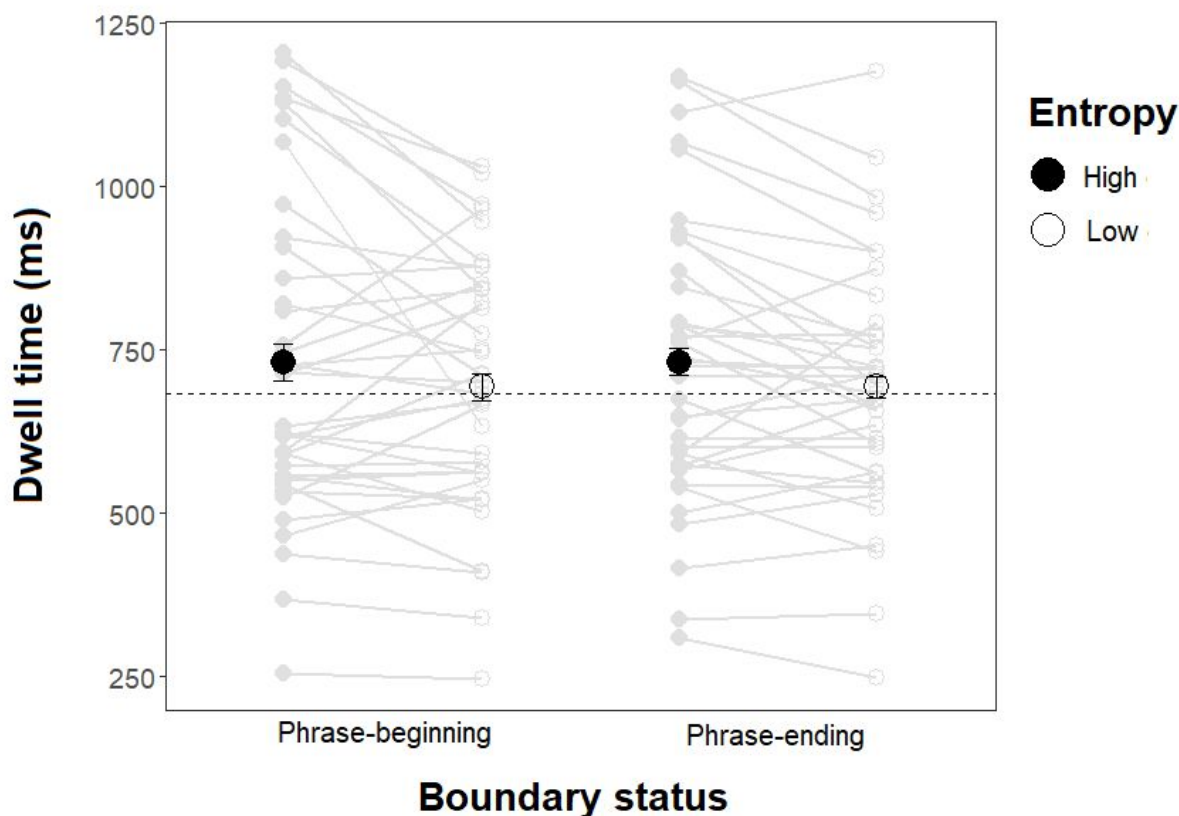 1250
1000
750
500
250
Dwell time (ms)
Phrase-beginning
Phrase-ending
Boundary status
Entropy
High
Low